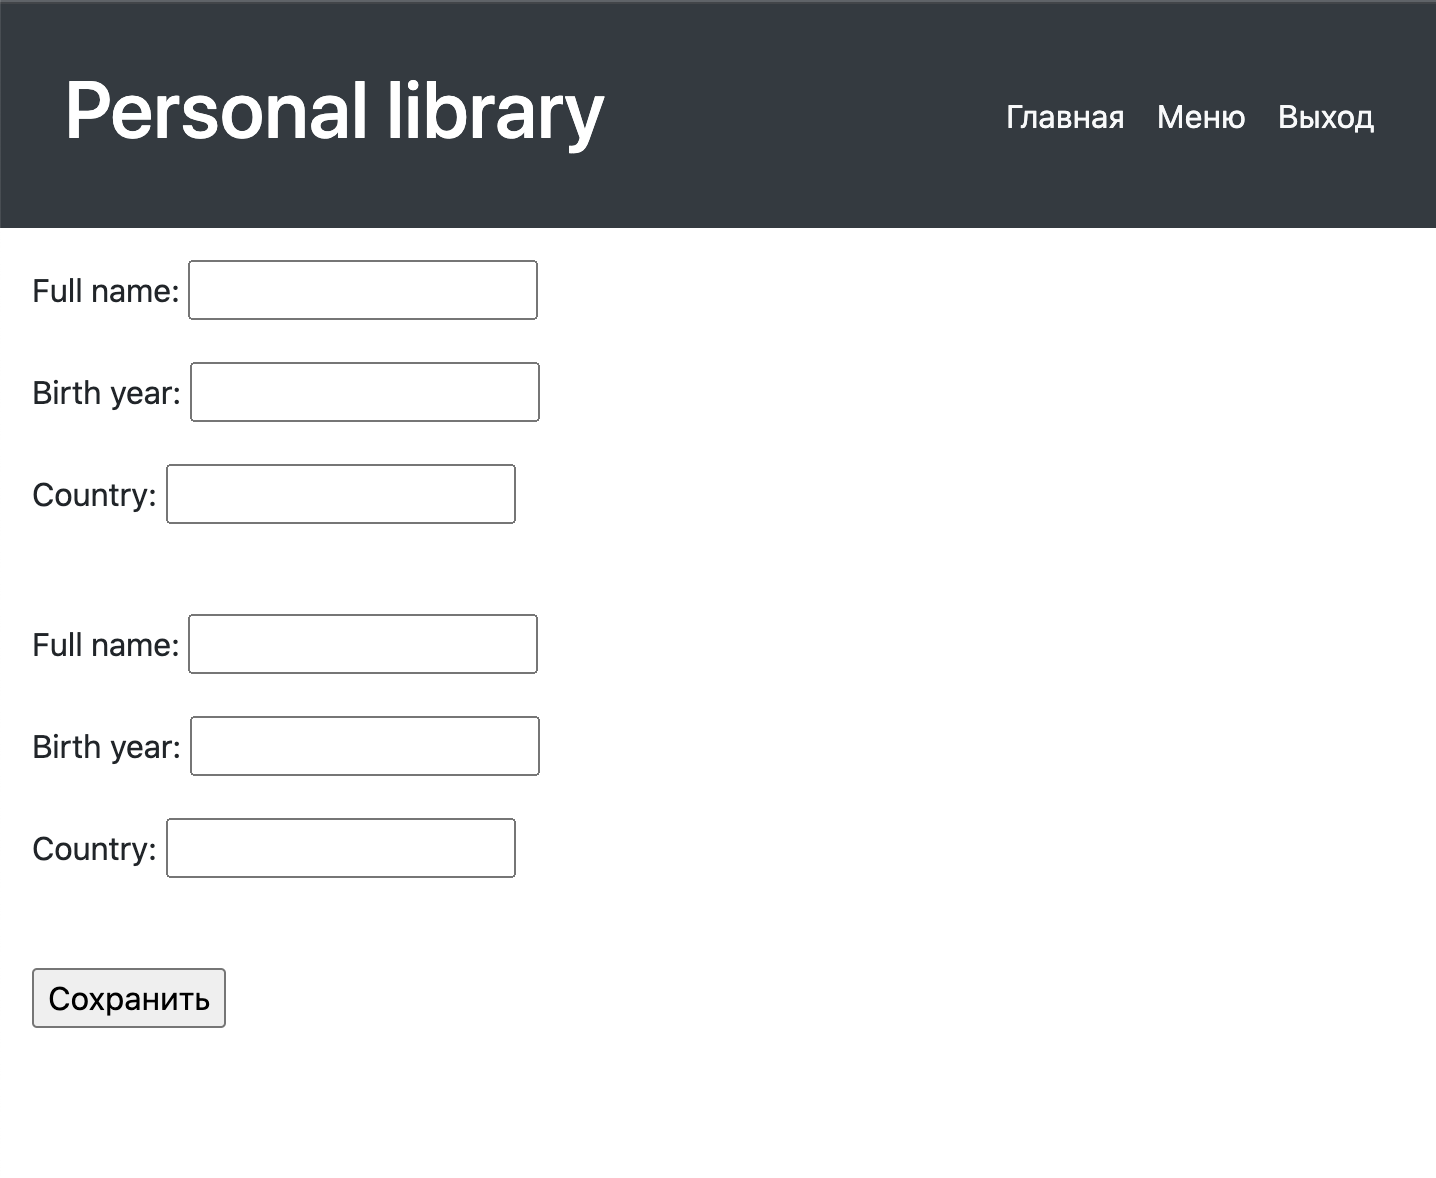 Personal library
Главная Меню Выход
Full name:
Birth year:
Country:
Full name:
Birth year:
Country:
Сохранить